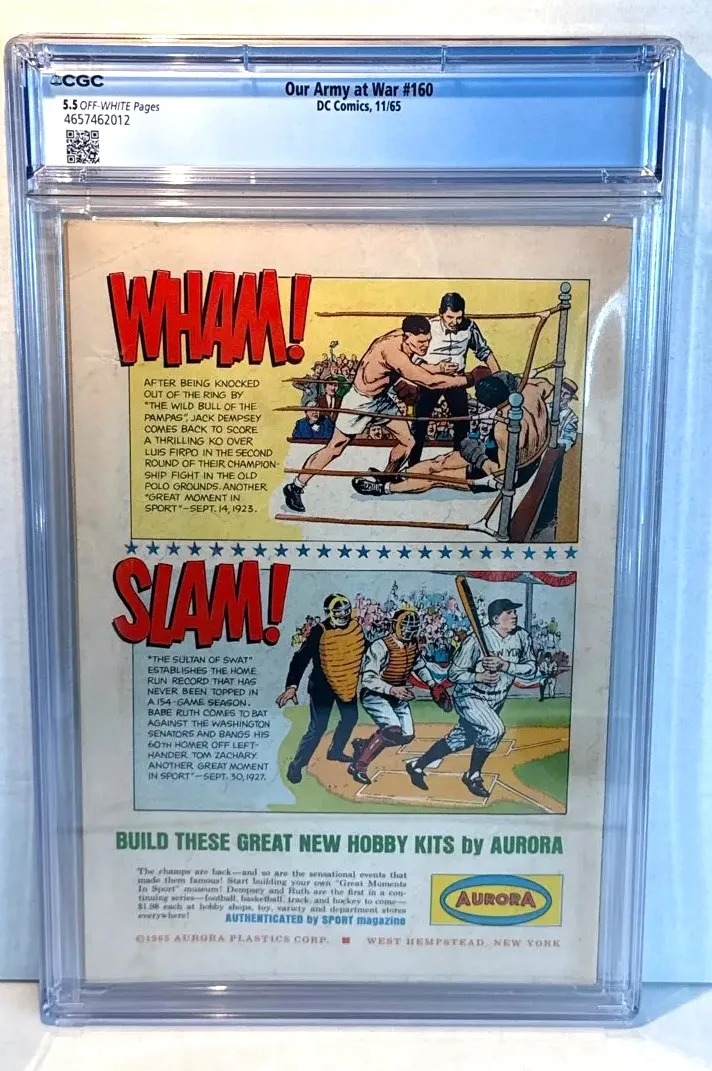 CGC
Our Army at War #160
5.5 OFF-WHITE Pages
DC Comics, 11/65
4657462012
WHAM!
AFTER BEING KNOCKED
OUT OF THE RING BY
"THE WILD BULL OF THE
PAMPAS", JACK DEMPSEY
COMES BACK TO SCORE
A THRILLING KO OVER
LUIS FIRPO IN THE SECOND
ROUND OF THEIR CHAMPION-
SHIP FIGHT IN THE OLD
POLO GROUNDS. ANOTHER
"GREAT MOMENT IN
SPORT"—SEPT. 14, 1923.
SLAM!
"THE SULTAN OF SWAT"
ESTABLISHES THE HOME
RUN RECORD THAT HAS
NEVER BEEN TOPPED IN
A 154-GAME SEASON.
BABE RUTH COMES TO BAT
AGAINST THE WASHINGTON
SENATORS AND BANGS HIS
60TH HOMER OFF LEFT-
HANDER TOM ZACHARY.
ANOTHER GREAT MOMENT
IN SPORT"—SEPT. 30, 1927.
NEW YORK
BUILD THESE GREAT NEW HOBBY KITS by AURORA
The champs are back—and so are the sensational events that
made them famous! Start building your own "Great Moments
In Sport" museum! Dempsey and Ruth are the first in a con-
tinuing series—football, basketball, track, and hockey to come—
$1.98 each at hobby shops, toy, variety and department stores
everywhere!
AUTHENTICATED by SPORT magazine
AURORA
©1965 AURORA PLASTICS CORP. ■ WEST HEMPSTEAD, NEW YORK